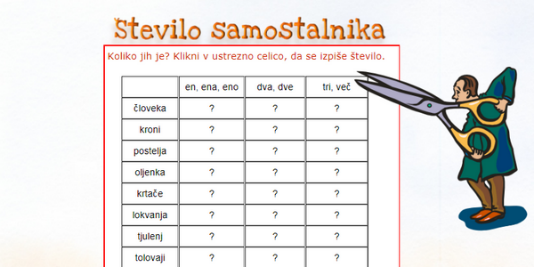 Število samostalnika
Koliko jih je? Klikni v ustrezno celico, da se izpiše število.
en, ena, eno dva, dve tri, več
človeka ? ? ?
kroni ? ? ?
postelja ? ? ?
oljenka ? ? ?
krtače ? ? ?
lokvanja ? ? ?
tjulenj ? ? ?
tolovaji ? ? ?